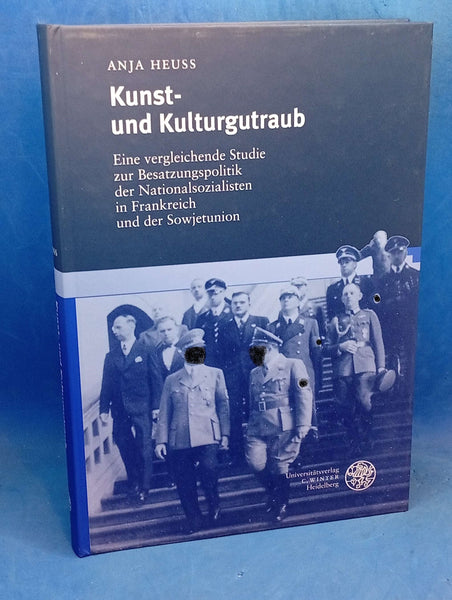 ANJA HEUSS
Kunst-
und Kulturgutraub
Eine vergleichende Studie
zur Besatzungspolitik
der Nationalsozialisten
in Frankreich
und der Sowjetunion
Universitätsverlag
C. WINTER
Heidelberg